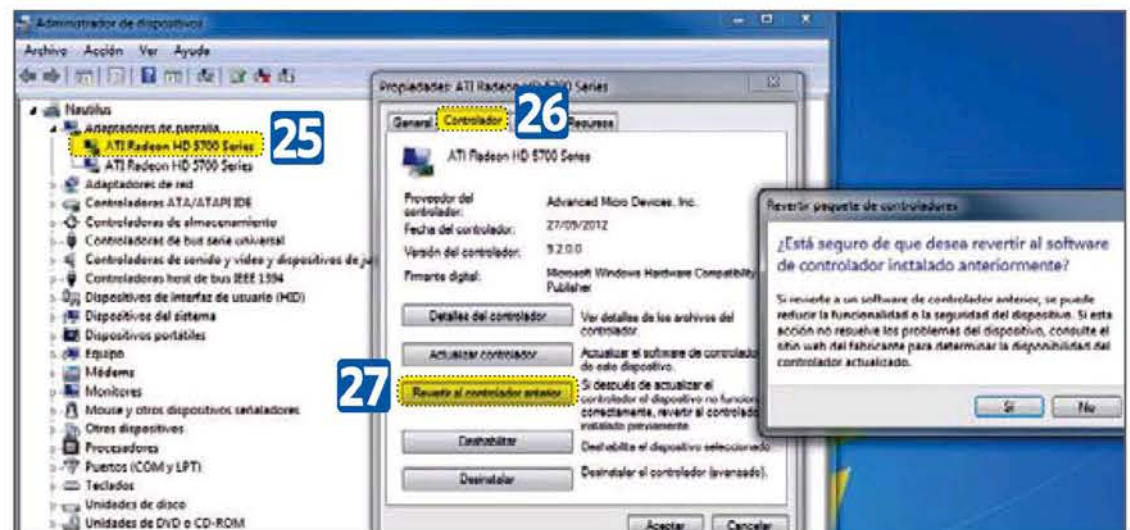 Administrador de dispositivos
Archivo Acción Ver Ayuda
Nautilus
Adaptadores de pantalla
ATI Radeon HD 5700 Series
25
ATI Radeon HD 5700 Series
Adaptadores de red
Controladores ATA/ATAPI IDE
Controladoras de almacenamiento
Controladoras de bus serie universal
Controladoras de sonido y vídeo y dispositivos de
Controladoras host de bus IEEE 1394
Dispositivos de interfaz de usuario (HID)
Dispositivos del sistema
Dispositivos portátiles
Equipo
Módems
Monitores
Mouse y otros dispositivos señaladores
Otros dispositivos
Procesadores
Puertos (COM y LPT)
Teclados
Unidades de disco
Unidades de DVD o CD-ROM
Propiedades: ATI Radeon HD 5700 Series
General Controlador
26
Recursos
ATI Radeon HD 5700 Series
Proveedor del controlador: Advanced Micro Devices, Inc.
Fecha del controlador: 27/09/2012
Versión del controlador: 9.2.0.0
Firmante digital: Microsoft Windows Hardware Compatibility Publisher
Detalles del controlador
Ver detalles de los archivos del
controlador.
Actualizar controlador
Actualizar el software de controlado
de este dispositivo.
27
Revertir al controlador anterior
Si después de actualizar el
controlador el dispositivo no funcion
correctamente, revertir al controlado
instalado previamente.
Deshabilitar
Deshabilita el dispositivo seleccionado.
Desinstalar
Desinstalar el controlador (avanzado).
Aceptar Cancelar
Revertir paquete de controladores
¿Está seguro de que desea revertir al software
de controlador instalado anteriormente?
Si revierte a un software de controlador anterior, se puede
reducir la funcionalidad o la seguridad del dispositivo. Si esta
acción no resuelve los problemas del dispositivo, consulte el
sitio web del fabricante para determinar la disponibilidad del
controlador actualizado.
Sí No